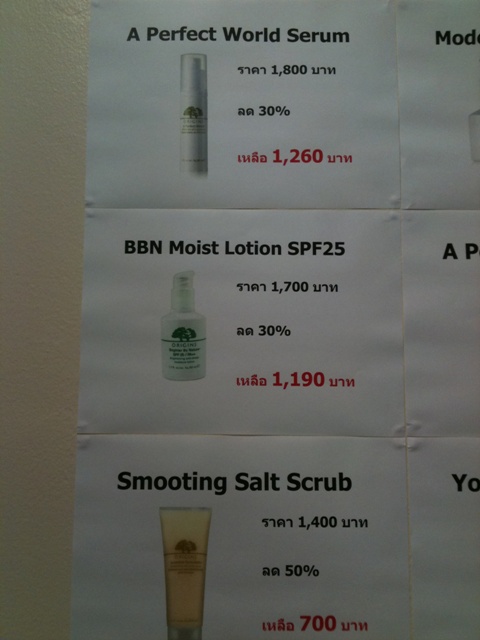 A Perfect World Serum
ราคา 1,800 บาท
ลด 30%
เหลือ 1,260 บาท
Mode
BBN Moist Lotion SPF25
ราคา 1,700 บาท
ลด 30%
เหลือ 1,190 บาท
ORIGINS
A P
Smooting Salt Scrub
ราคา 1,400 บาท
ลด 50%
เหลือ 700 บาท
Yo